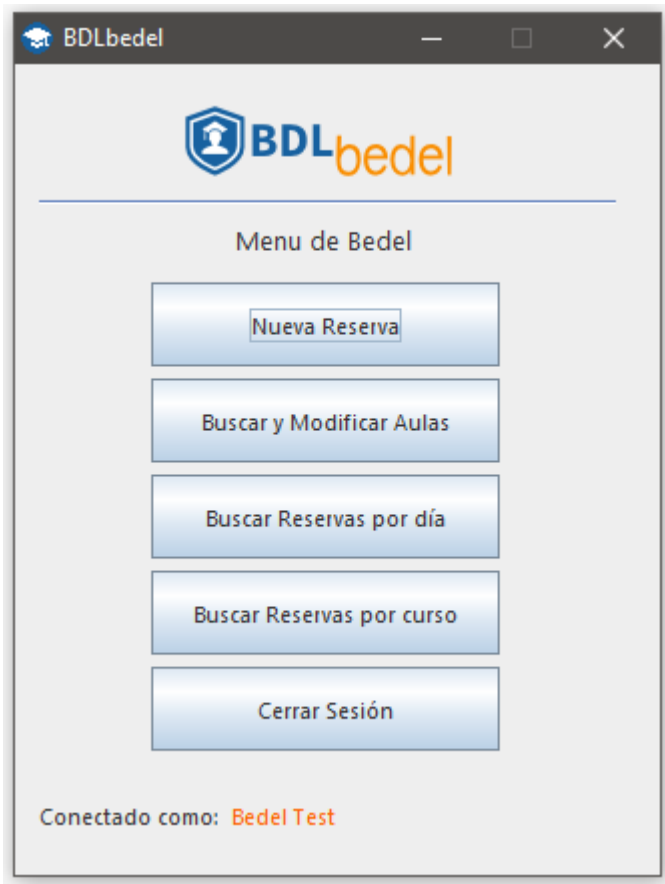 BDLbedel
BDLbedel
Menu de Bedel
Nueva Reserva
Buscar y Modificar Aulas
Buscar Reservas por día
Buscar Reservas por curso
Cerrar Sesión
Conectado como: Bedel Test